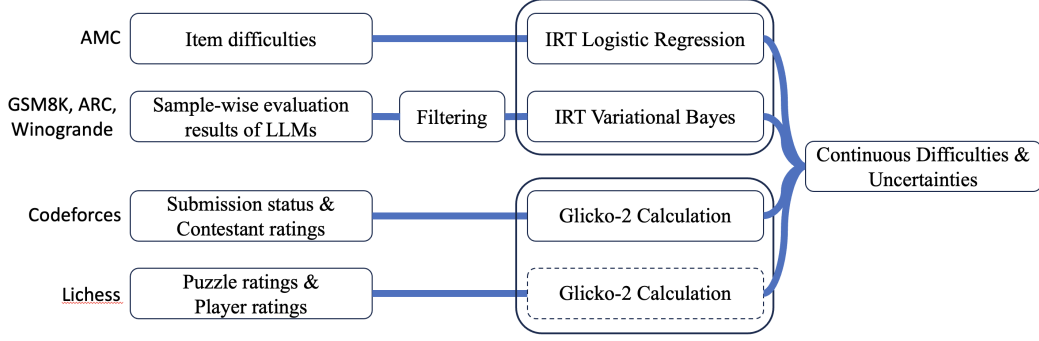 AMC
Item difficulties
IRT Logistic Regression
GSM8K, ARC,
Winogrande
Sample-wise evaluation
results of LLMs
Filtering
IRT Variational Bayes
Continuous Difficulties &
Uncertainties
Codeforces
Submission status &
Contestant ratings
Glicko-2 Calculation
Lichess
Puzzle ratings &
Player ratings
Glicko-2 Calculation